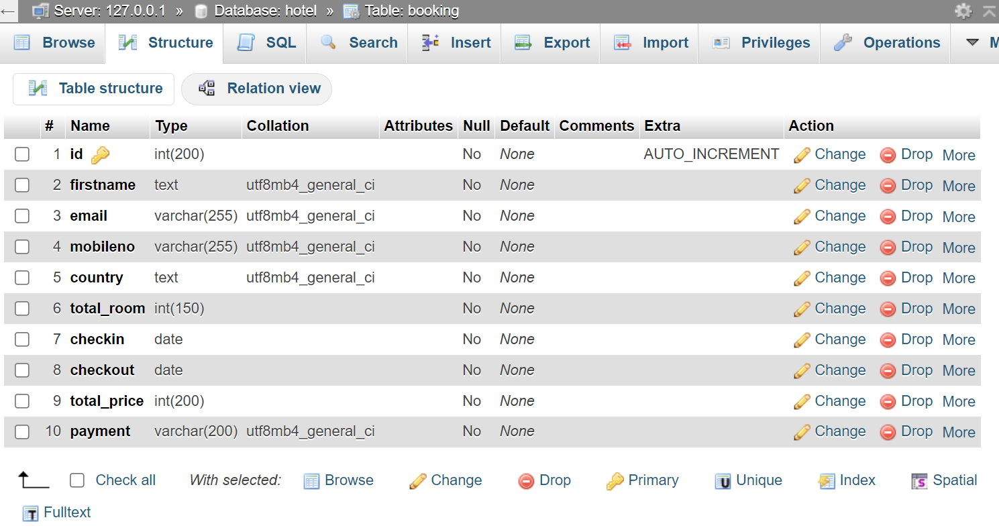 Server: 127.0.0.1 » Database: hotel » Table: booking
Browse Structure SQL Search Insert Export Import Privileges Operations M
Table structure Relation view
# Name Type Collation Attributes Null Default Comments Extra Action
1 id int(200) No None AUTO_INCREMENT Change Drop More
2 firstname text utf8mb4_general_ci No None Change Drop More
3 email varchar(255) utf8mb4_general_ci No None Change Drop More
4 mobileno varchar(255) utf8mb4_general_ci No None Change Drop More
5 country text utf8mb4_general_ci No None Change Drop More
6 total_room int(150) No None Change Drop More
7 checkin date No None Change Drop More
8 checkout date No None Change Drop More
9 total_price int(200) No None Change Drop More
10 payment varchar(200) utf8mb4_general_ci No None Change Drop More
Check all With selected: Browse Change Drop Primary Unique Index Spatial
Fulltext